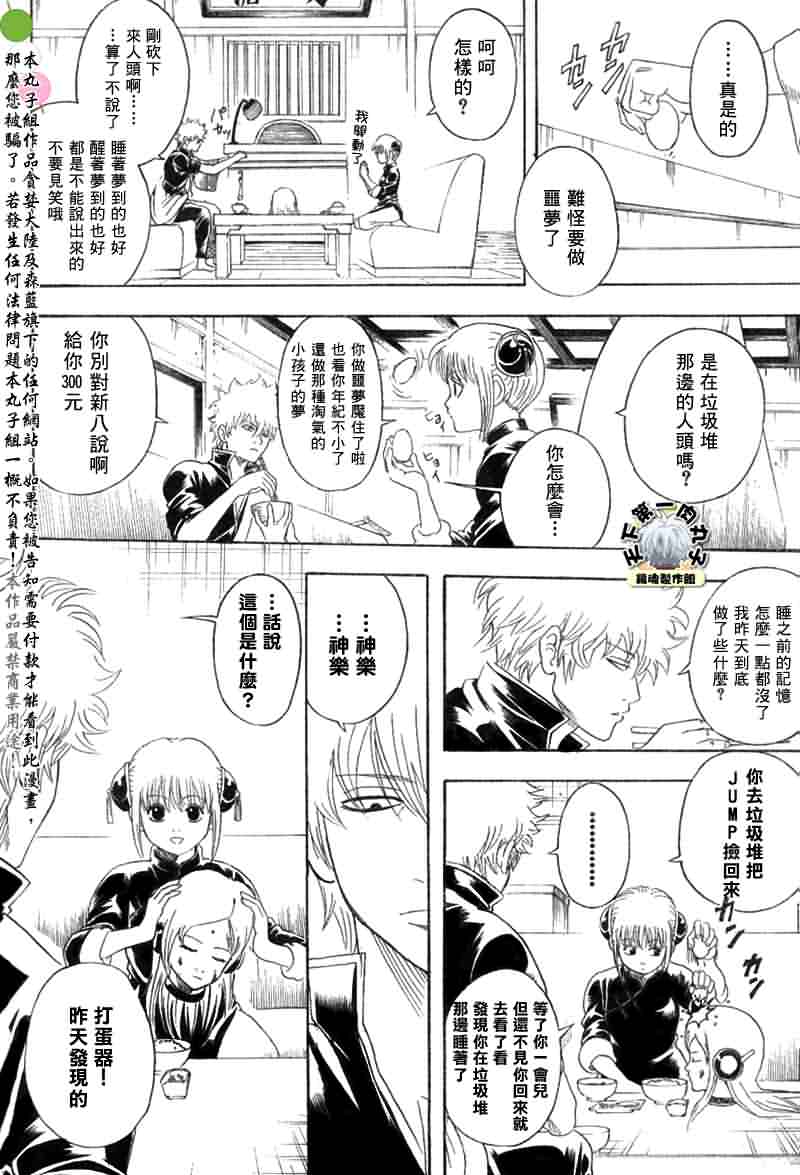 ……真是的
難怪要做
噩夢了
呵呵
怎樣的？
我開動了
剛砍下
來人頭啊……
…算了不說了
睡著夢到的也好
醒著夢到的也好
都是不能說出來的
不要見笑哦
是在垃圾堆
那邊的人頭嗎？
你怎麼會…
你做噩夢魘住了啦
也看你年紀不小了
還做那種淘氣的
小孩子的夢
你別對新八說啊
給你300元
天下第一肉丸子
銀魂製作組
睡之前的記憶
怎麼一點都沒了
我昨天到底
做了些什麼？
…神樂
…神樂
…話說
這個是什麼？
打蛋器！
昨天發現的
你去垃圾堆把
JUMP撿回來
…………
等了你一會兒
但還不見你回來就
去看了看
發現你在垃圾堆
那邊睡著了
カン
カン
本丸子組作品貪婪大陸及森藍旗下的任何網站。如果您被告知需要付款才能看到此漫畫，
那麼您被騙了。若發生任何法律問題本丸子組一概不負責！本作品嚴禁商業用途